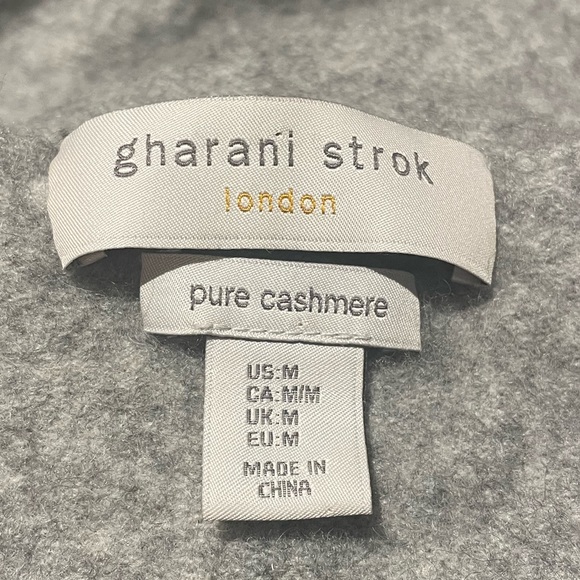 gharani strok
london
pure cashmere
US:M
CA:M/M
UK:M
EU:M
MADE IN
CHINA